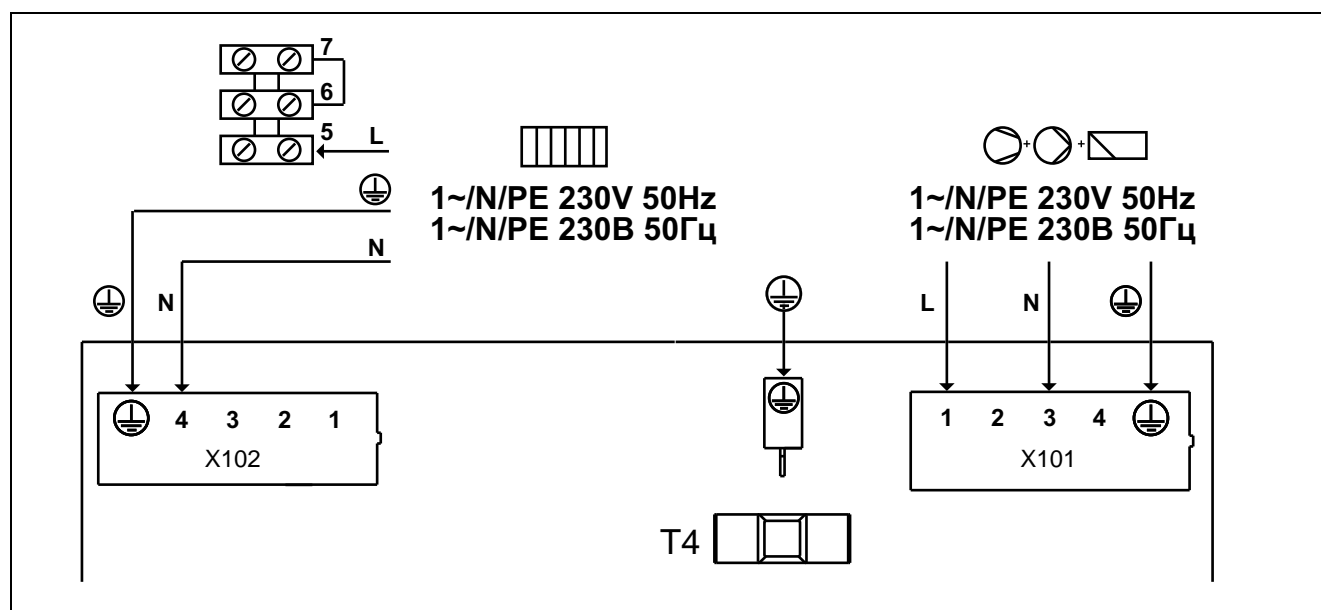 7
6
5 L
1~/N/PE 230V 50Hz
1~/N/PE 230В 50Гц
N
+ +
1~/N/PE 230V 50Hz
1~/N/PE 230В 50Гц
N
L N
4 3 2 1
X102
1 2 3 4
X101
T4